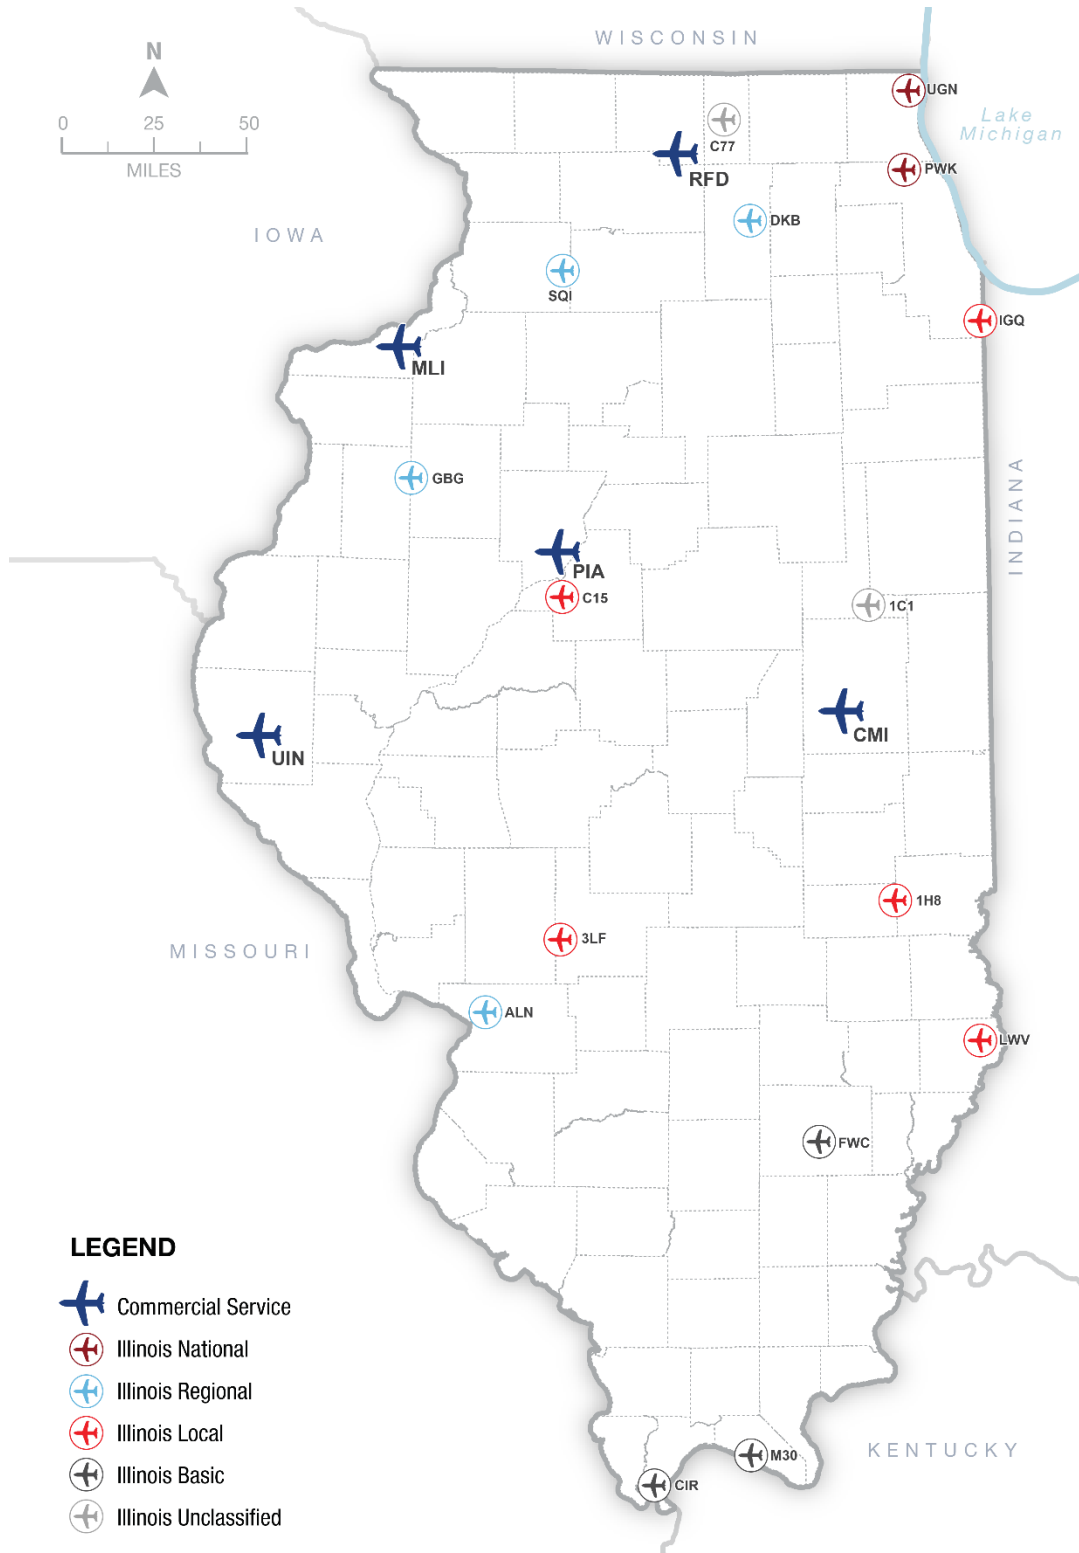 WISCONSIN
N
0 25 50
MILES
UGN
Lake
Michigan
C77
RFD
PWK
DKB
IOWA
SQI
IGQ
MLI
GBG
INDIANA
PIA
C15
1C1
CMI
UIN
1H8
3LF
MISSOURI
ALN
LWV
FWC
LEGEND
Commercial Service
Illinois National
Illinois Regional
Illinois Local
Illinois Basic
Illinois Unclassified
KENTUCKY
M30
CIR